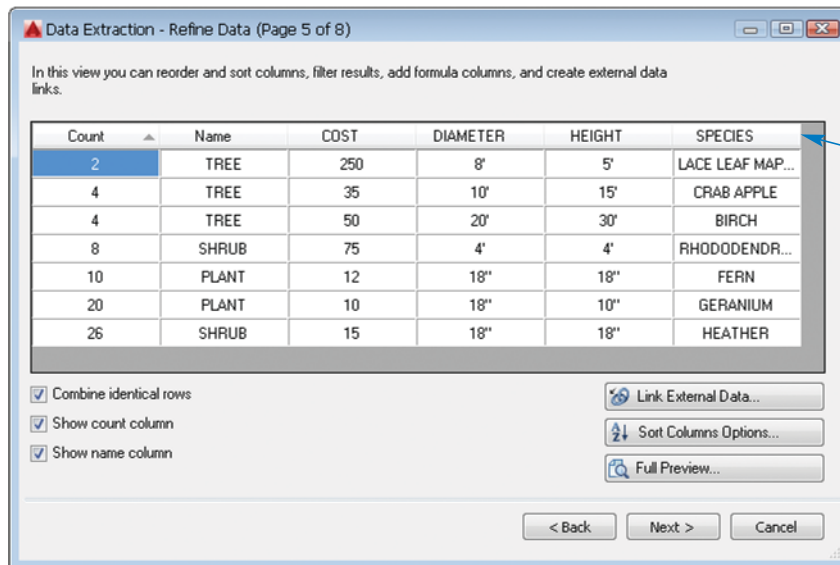 Data Extraction - Refine Data (Page 5 of 8)
In this view you can reorder and sort columns, filter results, add formula columns, and create external data
links.
Count Name COST DIAMETER HEIGHT SPECIES
2 TREE 250 8' 5' LACE LEAF MAP...
4 TREE 35 10' 15' CRAB APPLE
4 TREE 50 20' 30' BIRCH
8 SHRUB 75 4' 4' RHODODENDR...
10 PLANT 12 18" 18" FERN
20 PLANT 10 18" 10" GERANIUM
26 SHRUB 15 18" 18" HEATHER
Combine identical rows
Show count column
Show name column
Link External Data...
Sort Columns Options...
Full Preview...
< Back Next > Cancel